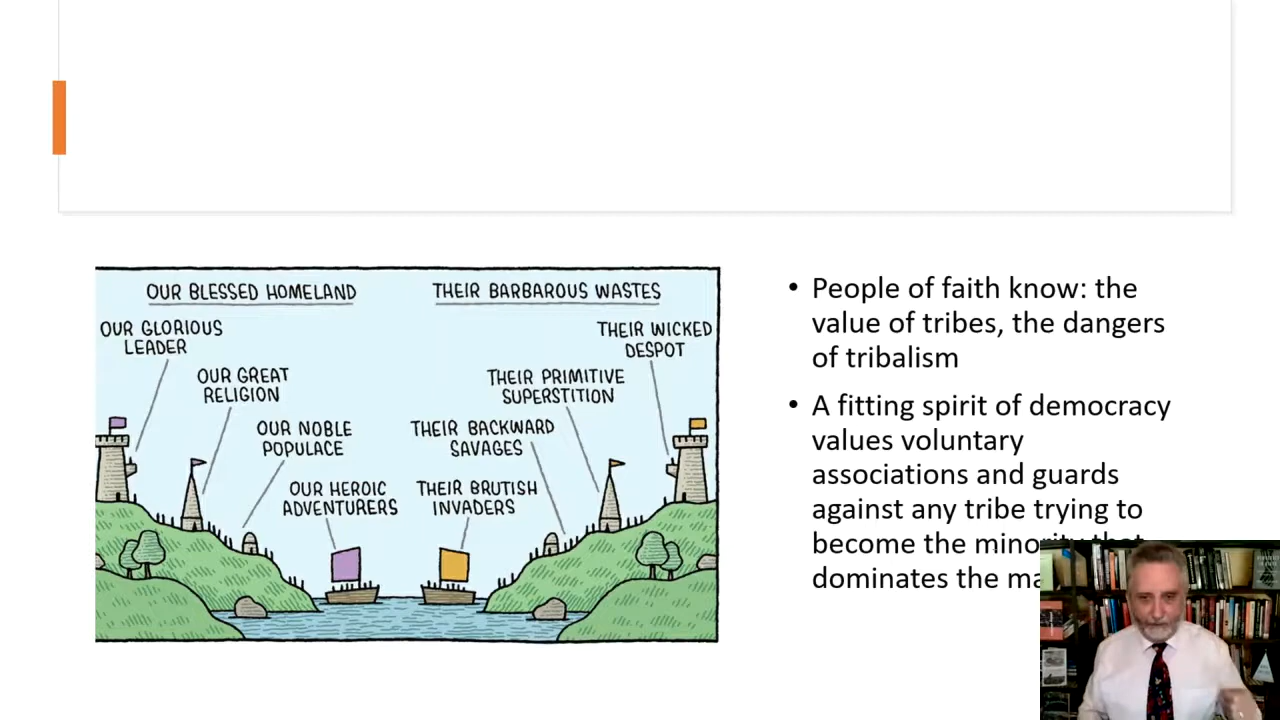 OUR BLESSED HOMELAND
THEIR BARBAROUS WASTES
OUR GLORIOUS
LEADER
THEIR WICKED
DESPOT
OUR GREAT
RELIGION
THEIR PRIMITIVE
SUPERSTITION
OUR NOBLE
POPULACE
THEIR BACKWARD
SAVAGES
OUR HEROIC
ADVENTURERS
THEIR BRUTISH
INVADERS
• People of faith know: the
value of tribes, the dangers
of tribalism
• A fitting spirit of democracy
values voluntary
associations and guards
against any tribe trying to
become the minority that
dominates the